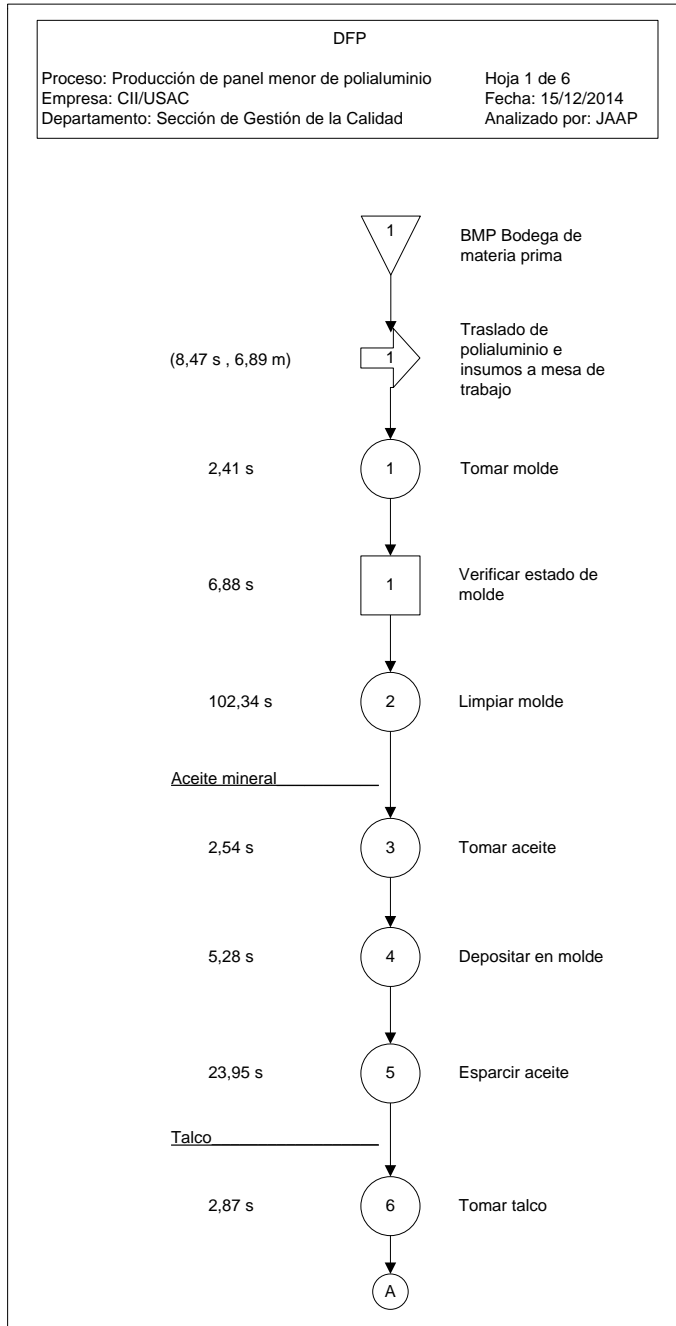 DFP
Proceso: Producción de panel menor de polialuminio Hoja 1 de 6
Empresa: CII/USAC Fecha: 15/12/2014
Departamento: Sección de Gestión de la Calidad Analizado por: JAAP
1
BMP Bodega de
materia prima
(8,47 s , 6,89 m)
1
Traslado de
polialuminio e
insumos a mesa de
trabajo
2,41 s
1
Tomar molde
6,88 s
1
Verificar estado de
molde
102,34 s
2
Limpiar molde
Aceite mineral
2,54 s
3
Tomar aceite
5,28 s
4
Depositar en molde
23,95 s
5
Esparcir aceite
Talco
2,87 s
6
Tomar talco
A